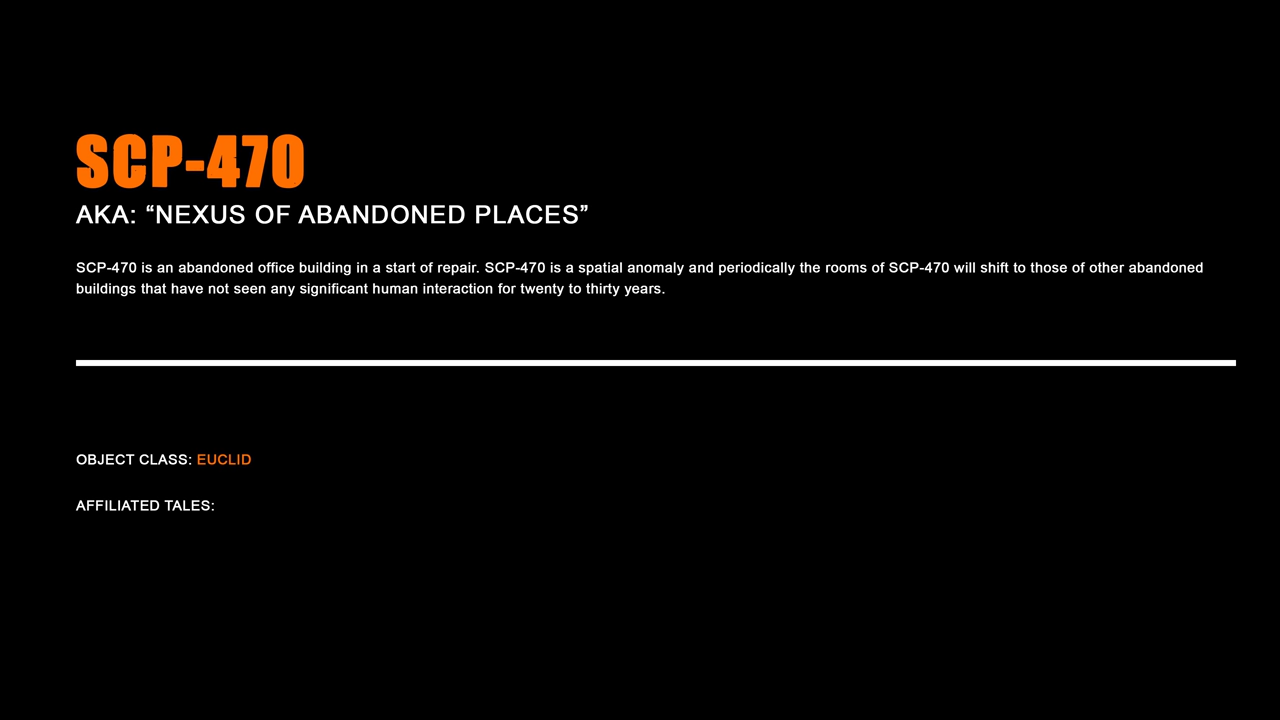 SCP-470
AKA: “NEXUS OF ABANDONED PLACES”
SCP-470 is an abandoned office building in a start of repair. SCP-470 is a spatial anomaly and periodically the rooms of SCP-470 will shift to those of other abandoned
buildings that have not seen any significant human interaction for twenty to thirty years.
OBJECT CLASS: EUCLID
AFFILIATED TALES: